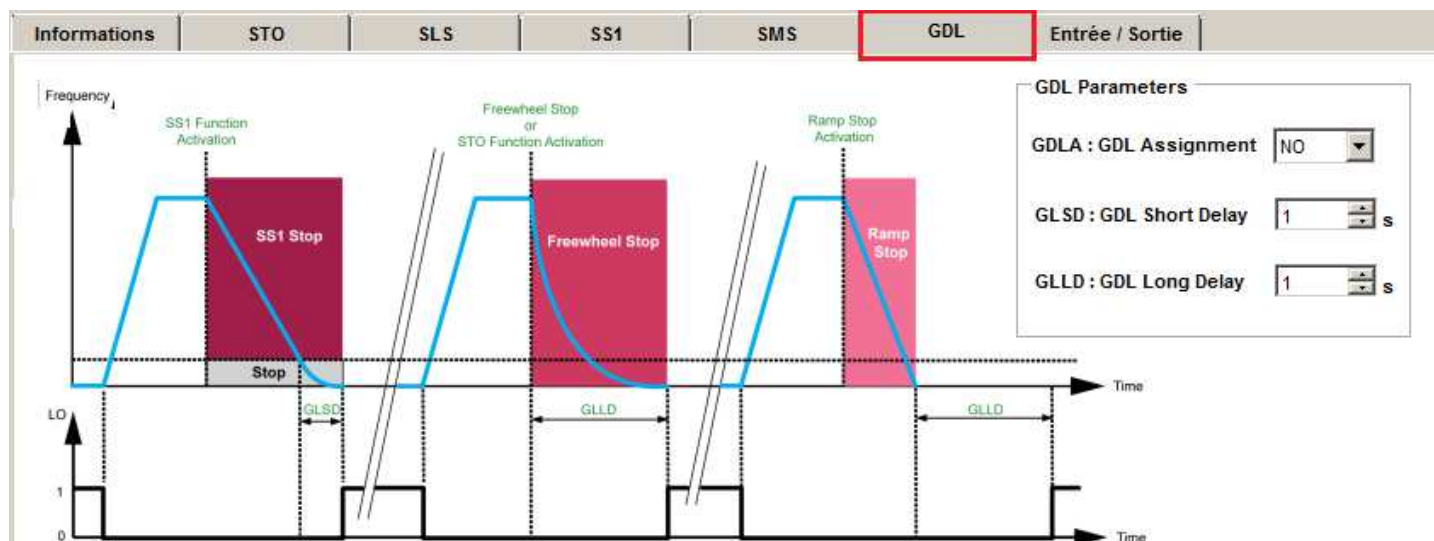 Informations STO SLS SS1 SMS GDL Entrée / Sortie
Frequency
SS1 Function
Activation
Freewheel Stop
or
STO Function Activation
Ramp Stop
Activation
SS1 Stop
Freewheel Stop
Ramp
Stop
Stop
Time
GLSD
GLLD
GLLD
LO
1
0
Time
GDL Parameters
GDLA : GDL Assignment NO
GLSD : GDL Short Delay 1 s
GLLD : GDL Long Delay 1 s